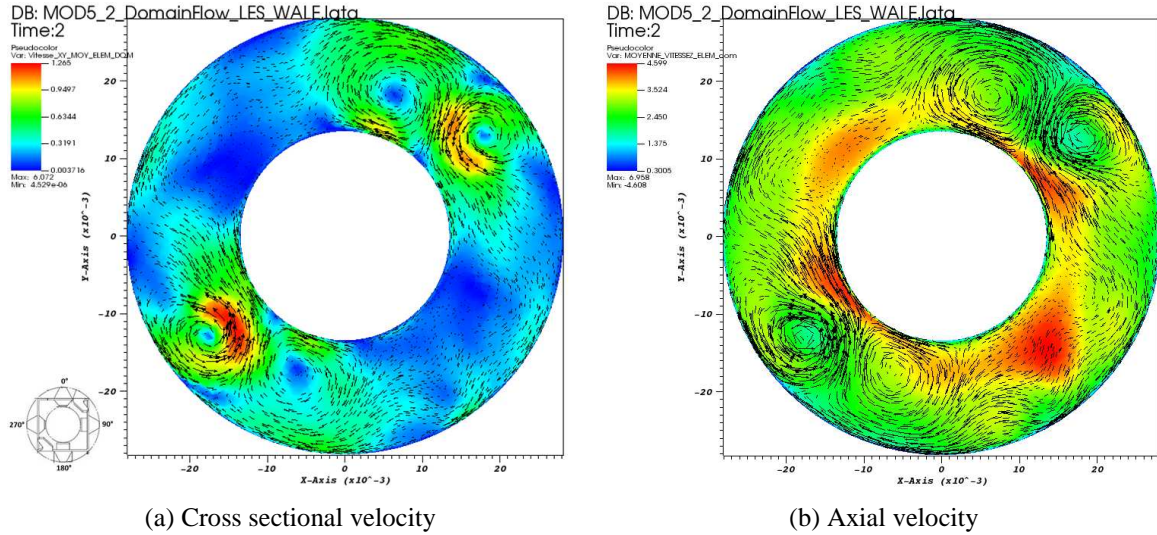 DB: MOD5_2_DomainFlow_LES_WALE.lata
Time:2
Pseudocolor
Var: Vitesse_XY_MOY_ELEM_DOM
1.265
0.9497
0.6344
0.3191
0.003716
Max: 6.072
Min: 4.529e-06
Y-Axis (x10^-3)
20
10
0
-10
-20
-20
-10
0
10
20
X-Axis (x10^-3)
0°
270°
90°
180°
(a) Cross sectional velocity
DB: MOD5_2_DomainFlow_LES_WALE.lata
Time:2
Pseudocolor
Var: MOYENNE_VITESSEZ_ELEM_dom
4.599
3.524
2.450
1.375
0.3005
Max: 6.958
Min: -4.608
Y-Axis (x10^-3)
20
10
0
-10
-20
-20
-10
0
10
20
X-Axis (x10^-3)
(b) Axial velocity